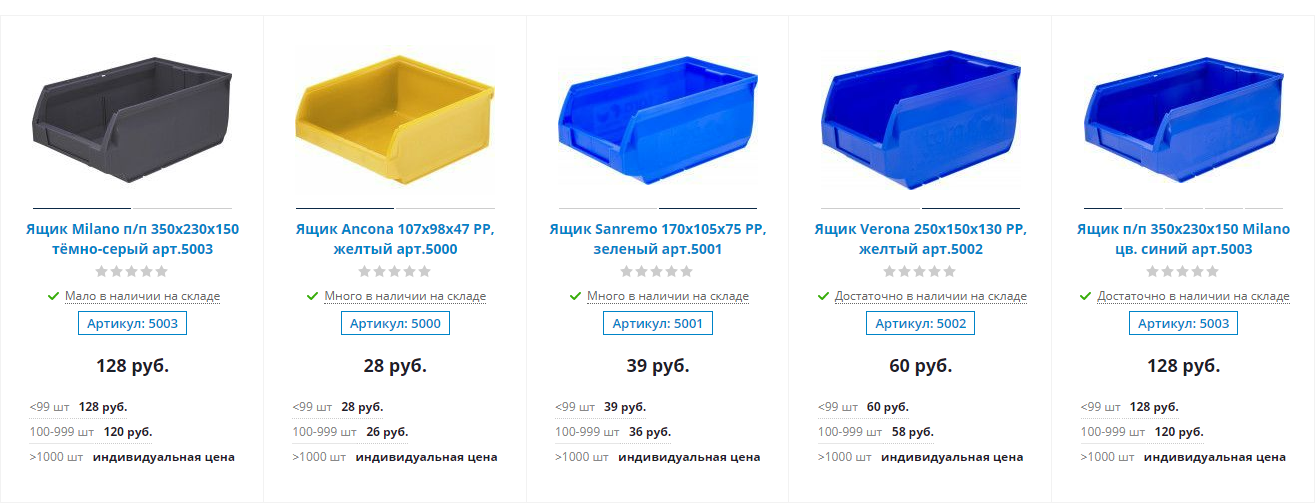 Ящик Milano п/п 350x230x150
тёмно-серый арт.5003
Мало в наличии на складе
Артикул: 5003
128 руб.
<99 шт 128 руб.
100-999 шт 120 руб.
>1000 шт индивидуальная цена
Ящик Ancona 107x98x47 PP,
желтый арт.5000
Много в наличии на складе
Артикул: 5000
28 руб.
<99 шт 28 руб.
100-999 шт 26 руб.
>1000 шт индивидуальная цена
Ящик Sanremo 170x105x75 PP,
зеленый арт.5001
Много в наличии на складе
Артикул: 5001
39 руб.
<99 шт 39 руб.
100-999 шт 36 руб.
>1000 шт индивидуальная цена
Ящик Verona 250x150x130 PP,
желтый арт.5002
Достаточно в наличии на складе
Артикул: 5002
60 руб.
<99 шт 60 руб.
100-999 шт 58 руб.
>1000 шт индивидуальная цена
Ящик п/п 350x230x150 Milano
цв. синий арт.5003
Достаточно в наличии на складе
Артикул: 5003
128 руб.
<99 шт 128 руб.
100-999 шт 120 руб.
>1000 шт индивидуальная цена